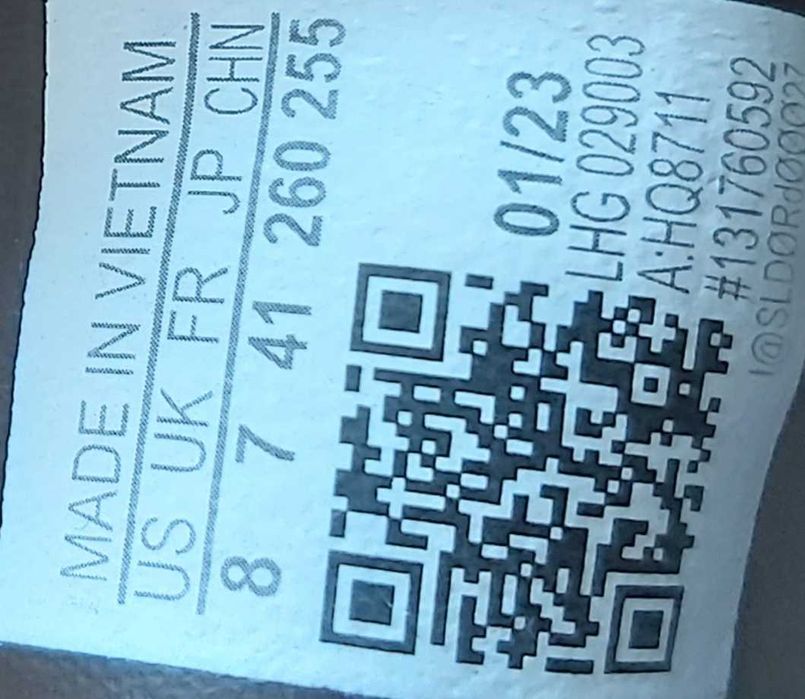 MADE IN VIETNAM
US UK FR JP CHN
8 7 41 260 255
01/23
LHG 029003
A:HQ8711
#131760592